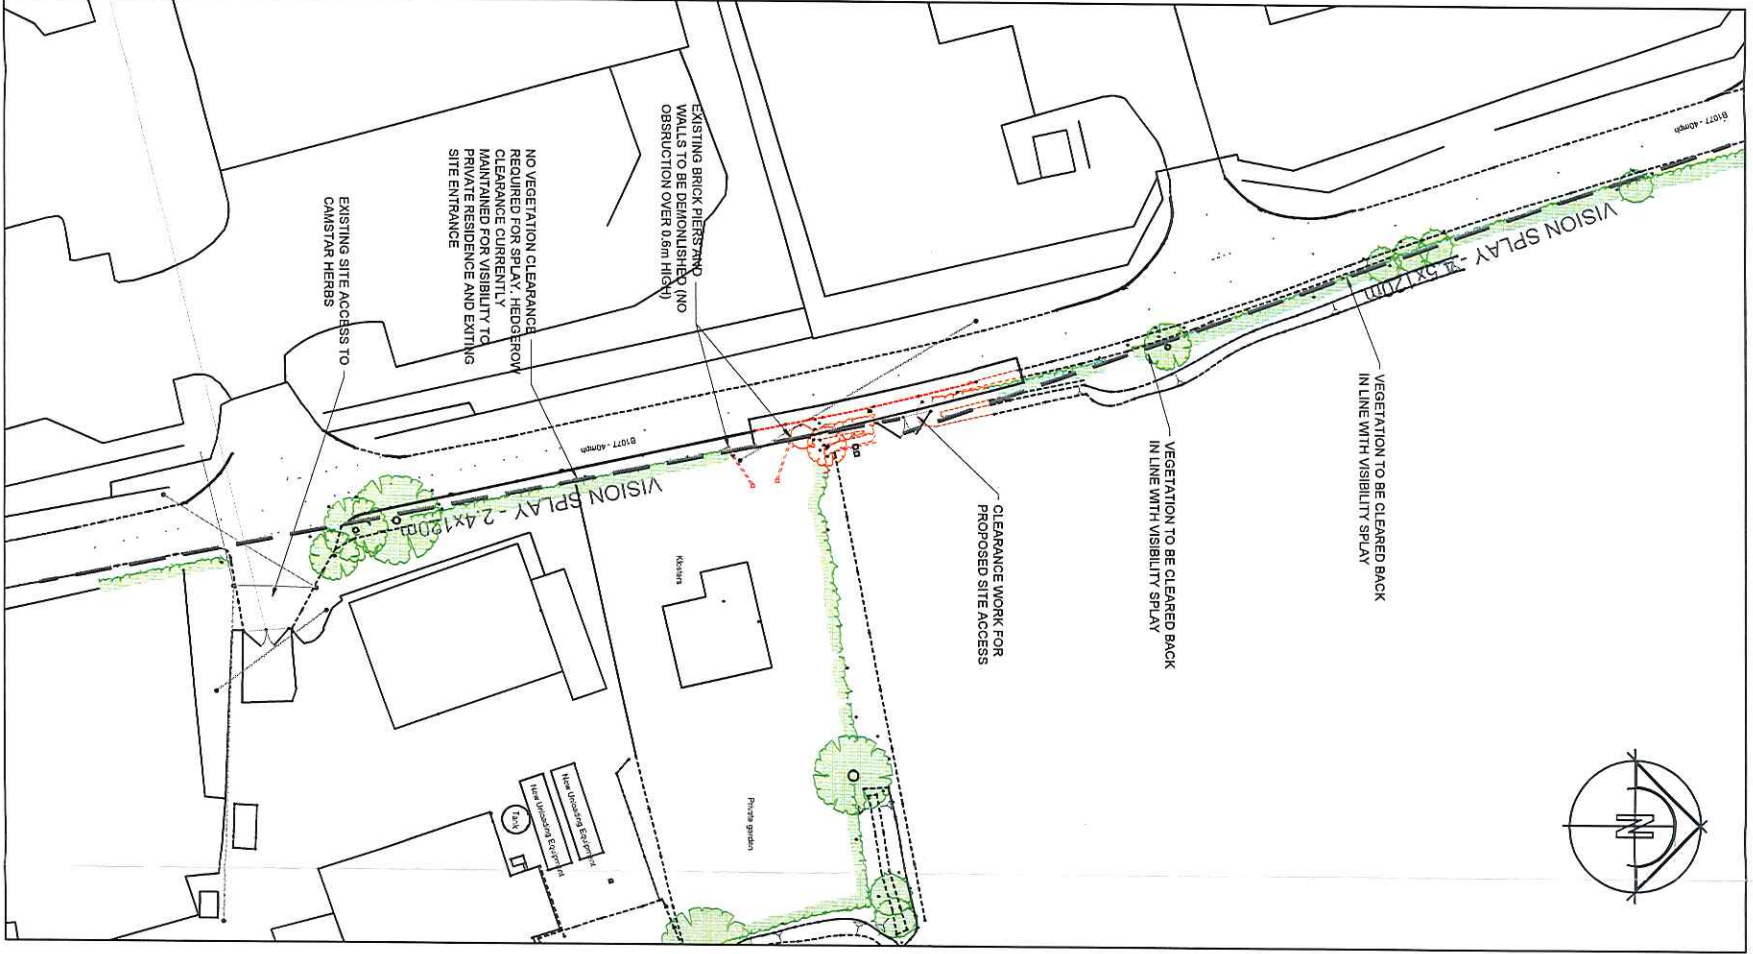 B1077 - 40mph
VISION SPLAY - 4.5x120m
VEGETATION TO BE CLEARED BACK
IN LINE WITH VISIBILITY SPLAY
VEGETATION TO BE CLEARED BACK
IN LINE WITH VISIBILITY SPLAY
CLEARANCE WORK FOR
PROPOSED SITE ACCESS
EXISTING BRICK PIERS AND
WALLS TO BE DEMONLISHED (NO
OBSRUCTION OVER 0.6m HIGH)
NO VEGETATION CLEARANCE
REQUIRED FOR SPLAY. HEDGEROW
CLEARANCE CURRENTLY
MAINTAINED FOR VISIBILITY TO
PRIVATE RESIDENCE AND EXITING
SITE ENTRANCE
EXISTING SITE ACCESS TO
CAMSTAR HERBS
B1077 - 40mph
VISION SPLAY - 2.4x120m
Klosters
Private garden
New Unloading Equipment
New Unloading Equipment
Tank
N